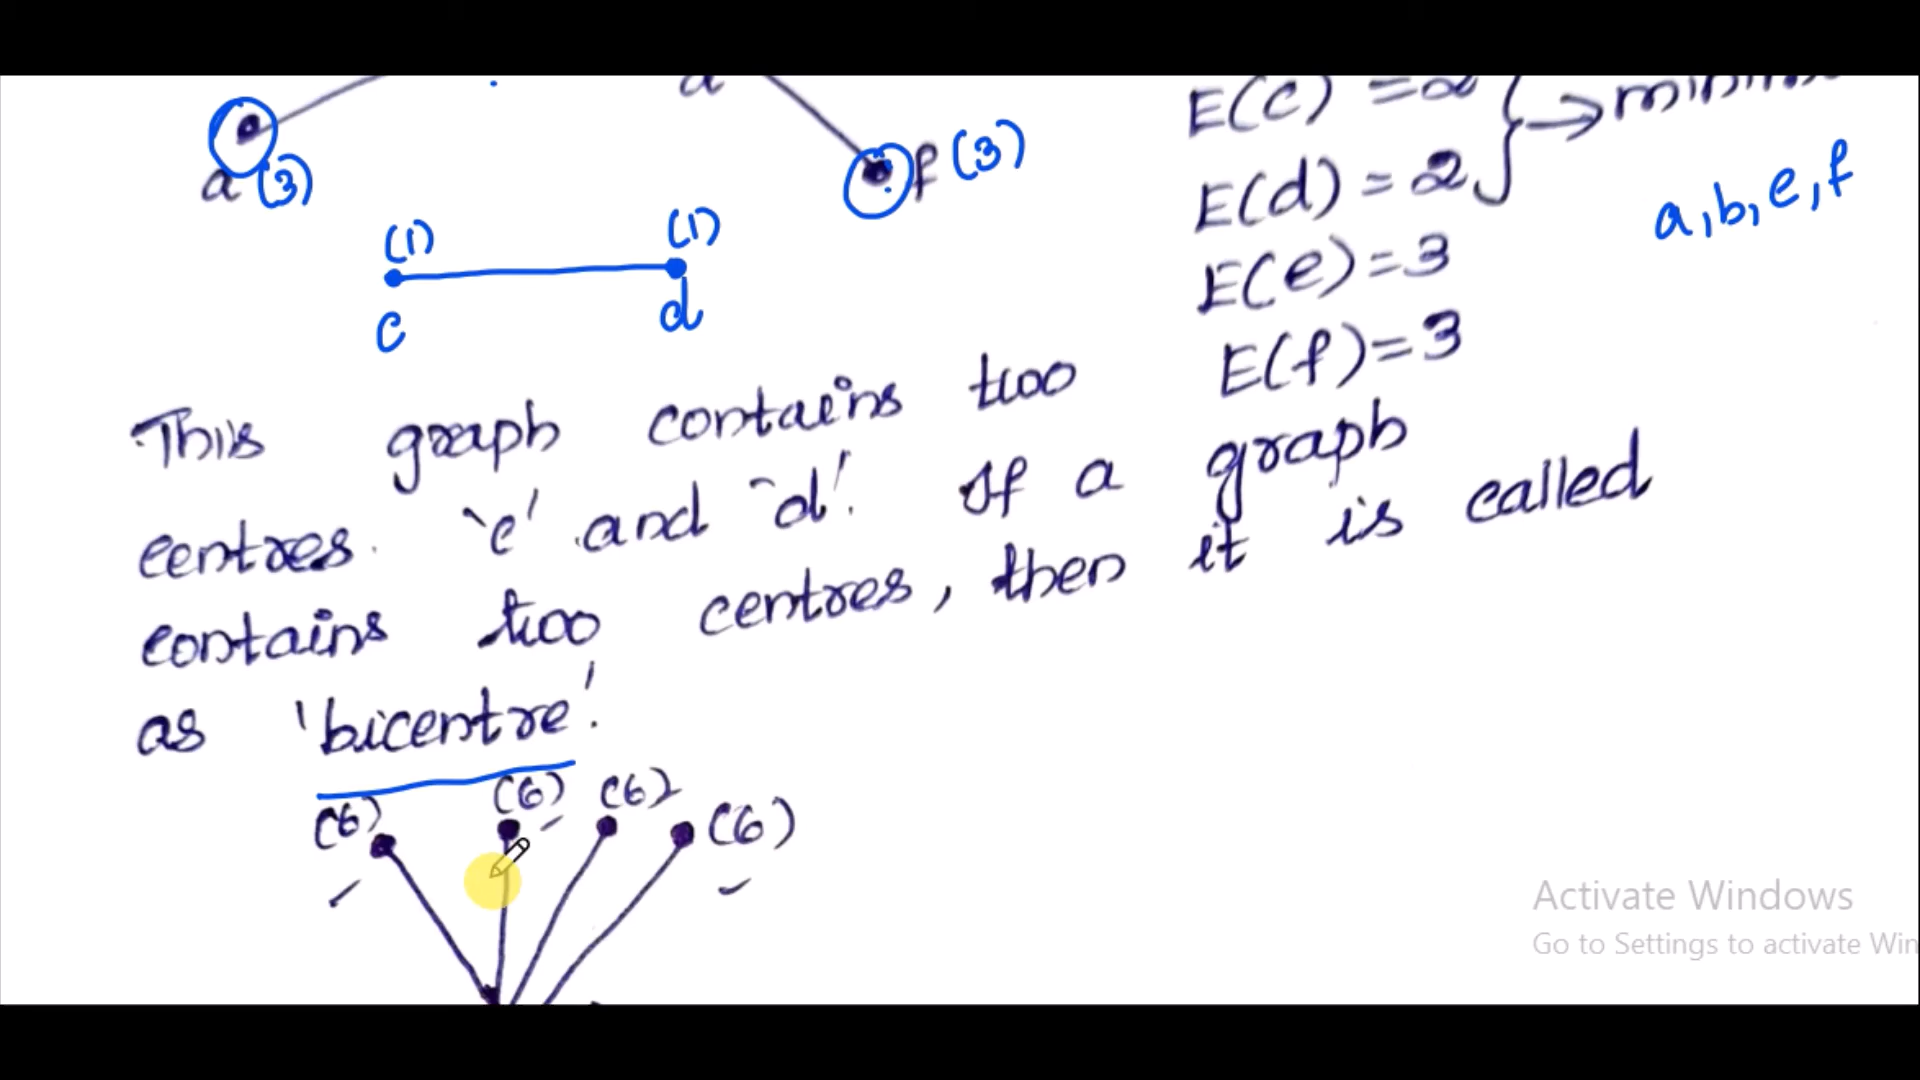 E(c) = 2
→ minim
a (3)
f (3)
E(d) = 2
a, b, e, f
(1) (1)
c d
E(e) = 3
E(f) = 3
This graph contains two
centres 'c' and 'd'. If a graph
contains two centres, then it is called
as 'bicentre'.
(6) (6) (6) (6)
Activate Windows
Go to Settings to activate Win